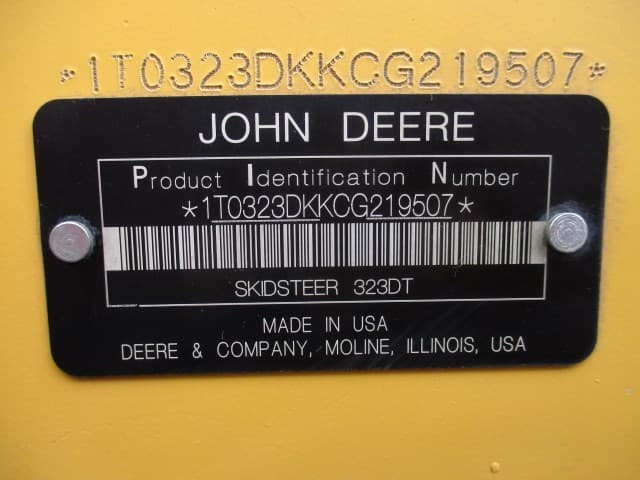 *1T0323DKKCG219507*
JOHN DEERE
Product Identification Number
*1T0323DKKCG219507*
SKIDSTEER 323DT
MADE IN USA
DEERE & COMPANY, MOLINE, ILLINOIS, USA